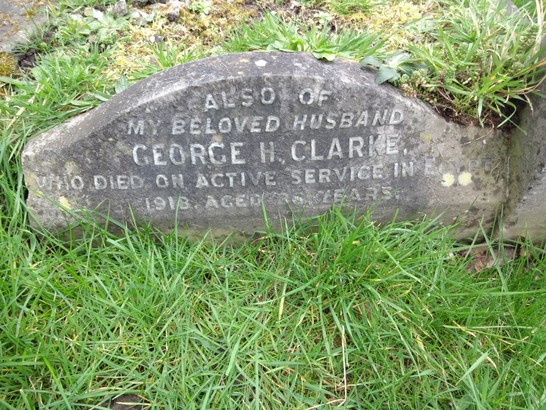 ALSO OF
MY BELOVED HUSBAND
GEORGE H. CLARKE.
WHO DIED ON ACTIVE SERVICE IN
1918. AGED YEARS.